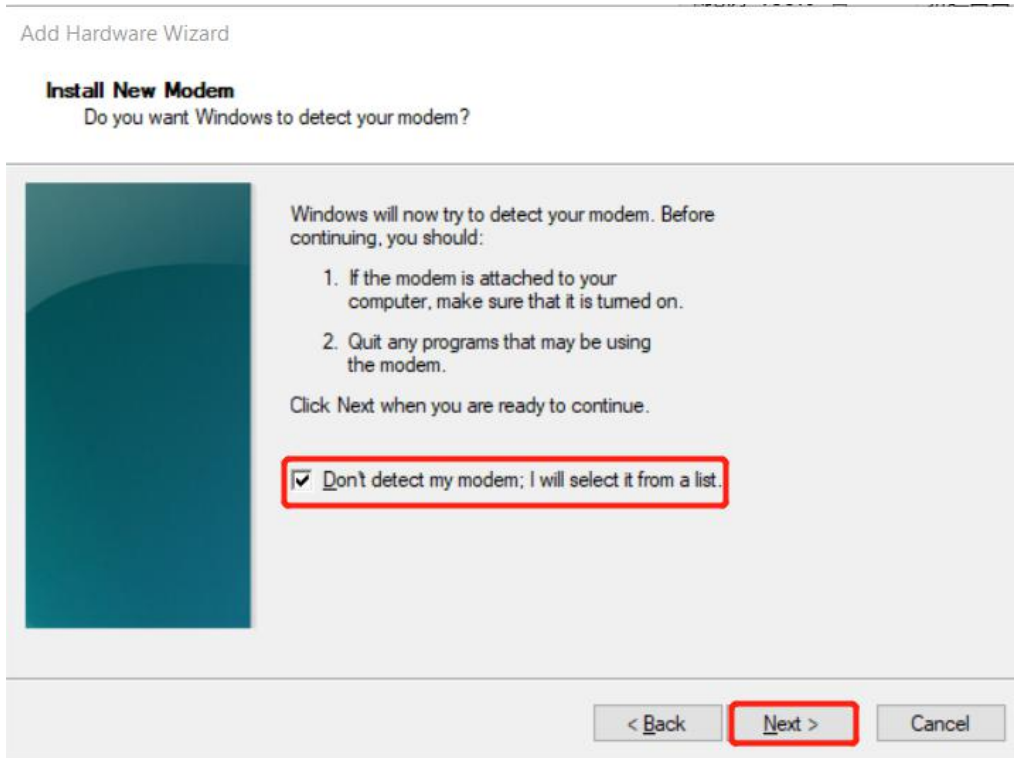 Add Hardware Wizard
Install New Modem
Do you want Windows to detect your modem?
Windows will now try to detect your modem. Before
continuing, you should:
1. If the modem is attached to your
computer, make sure that it is turned on.
2. Quit any programs that may be using
the modem.
Click Next when you are ready to continue.
Don't detect my modem; I will select it from a list.
< Back
Next >
Cancel